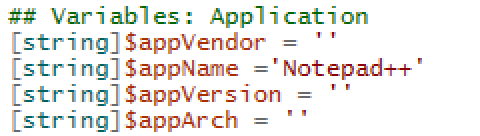 ## Variables: Application
[string]$appVendor = ''
[string]$appName ='Notepad++'
[string]$appVersion = ''
[string]$appArch = ''